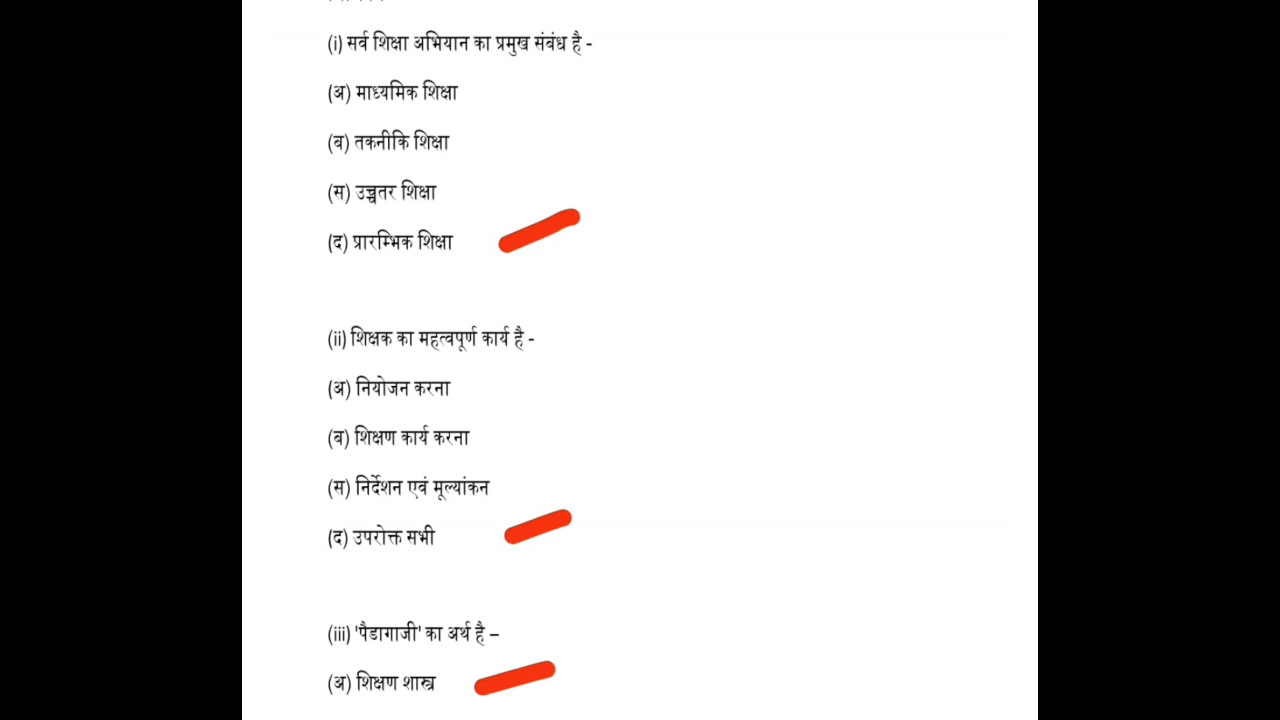 (i) सर्व शिक्षा अभियान का प्रमुख संबंध है -
(अ) माध्यमिक शिक्षा
(ब) तकनीकि शिक्षा
(स) उच्चतर शिक्षा
(द) प्रारम्भिक शिक्षा
(ii) शिक्षक का महत्वपूर्ण कार्य है -
(अ) नियोजन करना
(ब) शिक्षण कार्य करना
(स) निर्देशन एवं मूल्यांकन
(द) उपरोक्त सभी
(iii) 'पैडागाजी' का अर्थ है –
(अ) शिक्षण शास्त्र